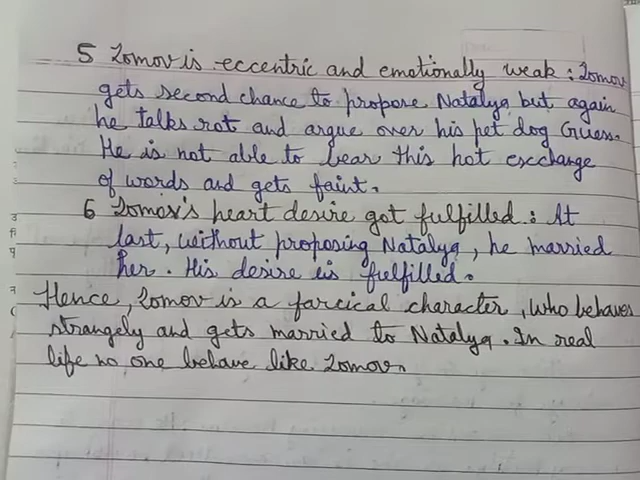 5 Lomov is eccentric and emotionally weak : Lomov
gets second chance to propose Natalya but again
he talks rot and argue over his pet dog Guess.
He is not able to bear this hot exchange
of words and gets faint.
6 Lomov's heart desire got fulfilled : At
last, without proposing Natalya, he married
her. His desire is fulfilled.
Hence, Lomov is a farcical character, who behaves
strangely and gets married to Natalya. In real
life no one behave like Lomov.